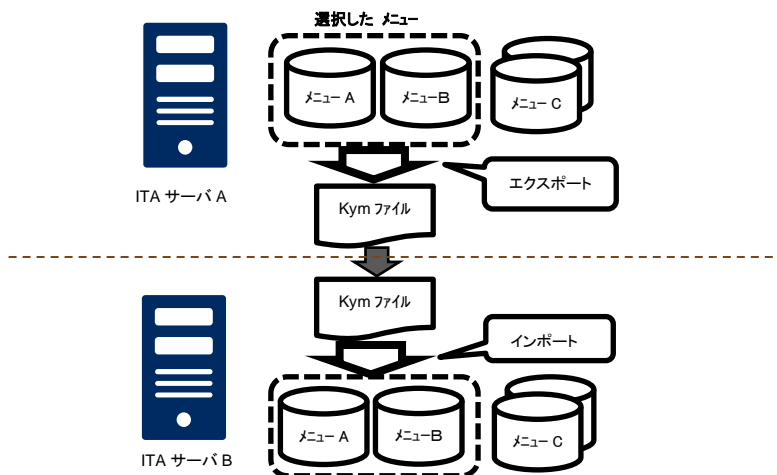 選択した メニュー
メニュー A
メニューB
メニュー C
ITA サーバ A
エクスポート
Kym ファイル
Kym ファイル
インポート
メニュー A
メニューB
メニュー C
ITA サーバ B